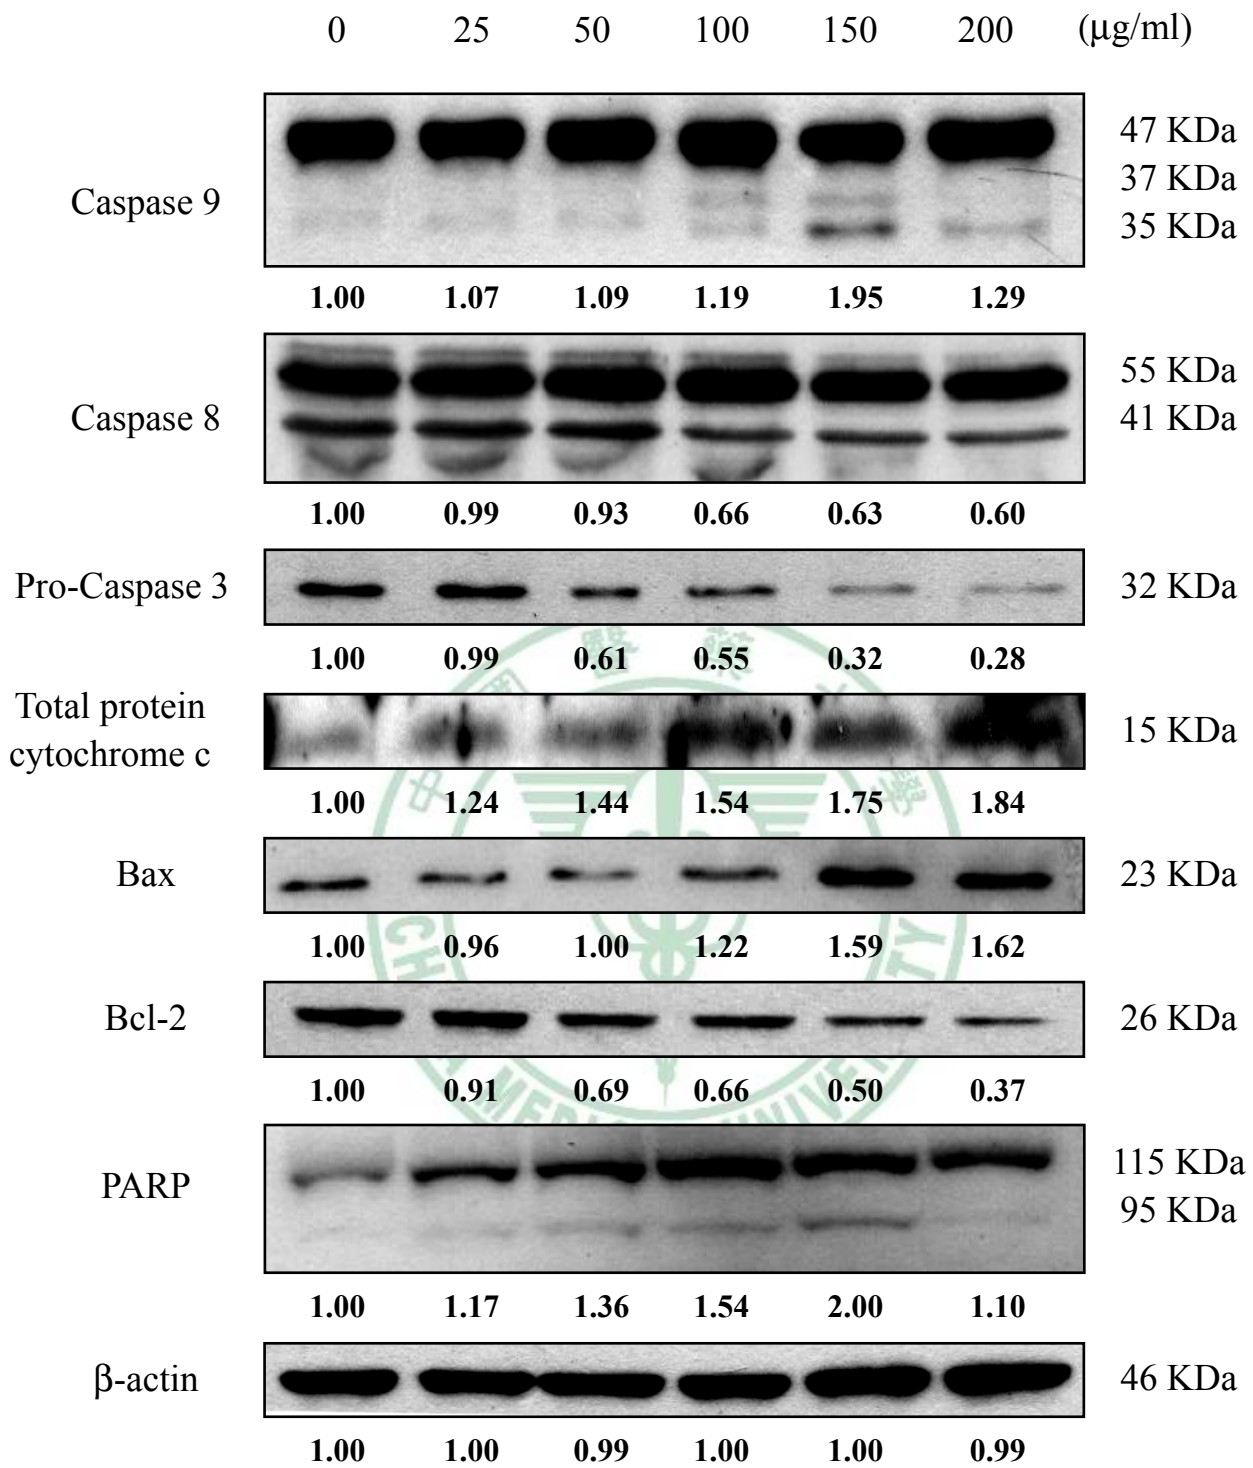 0 25 50 100 150 200 (μg/ml)
Caspase 9
47 KDa
37 KDa
35 KDa
1.00 1.07 1.09 1.19 1.95 1.29
Caspase 8
55 KDa
41 KDa
1.00 0.99 0.93 0.66 0.63 0.60
Pro-Caspase 3
32 KDa
1.00 0.99 0.61 0.55 0.32 0.28
Total protein
cytochrome c
15 KDa
1.00 1.24 1.44 1.54 1.75 1.84
Bax
23 KDa
1.00 0.96 1.00 1.22 1.59 1.62
Bcl-2
26 KDa
1.00 0.91 0.69 0.66 0.50 0.37
PARP
115 KDa
95 KDa
1.00 1.17 1.36 1.54 2.00 1.10
β-actin
46 KDa
1.00 1.00 0.99 1.00 1.00 0.99